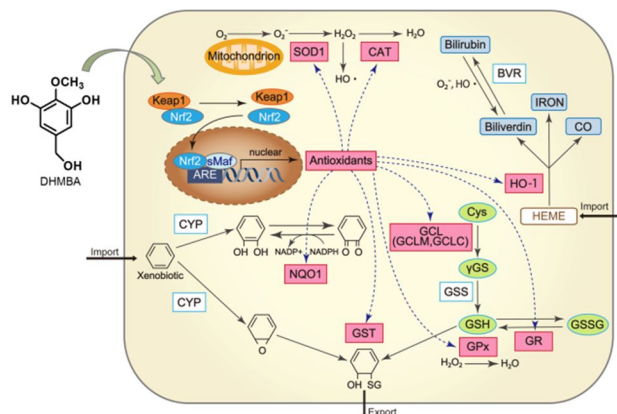 O₂ → O₂⁻ → H₂O₂ → H₂O
Mitochondrion
SOD1
CAT
HO •
OCH₃
HO
OH
OH
DHMBA
Keap1
Nrf2
Keap1
Nrf2
Nrf2
sMaf
ARE
nuclear
Antioxidants
Bilirubin
O₂⁻, HO •
BVR
Biliverdin
IRON
CO
HO-1
HEME
Import
CYP
Import
Xenobiotic
CYP
OH OH
NADP+ NADPH
O
O
NQO1
O
GST
OH SG
Export
GCL
(GCLM,GCLC)
Cys
γGS
GSS
GSH
GSSG
GPx
GR
H₂O₂ → H₂O